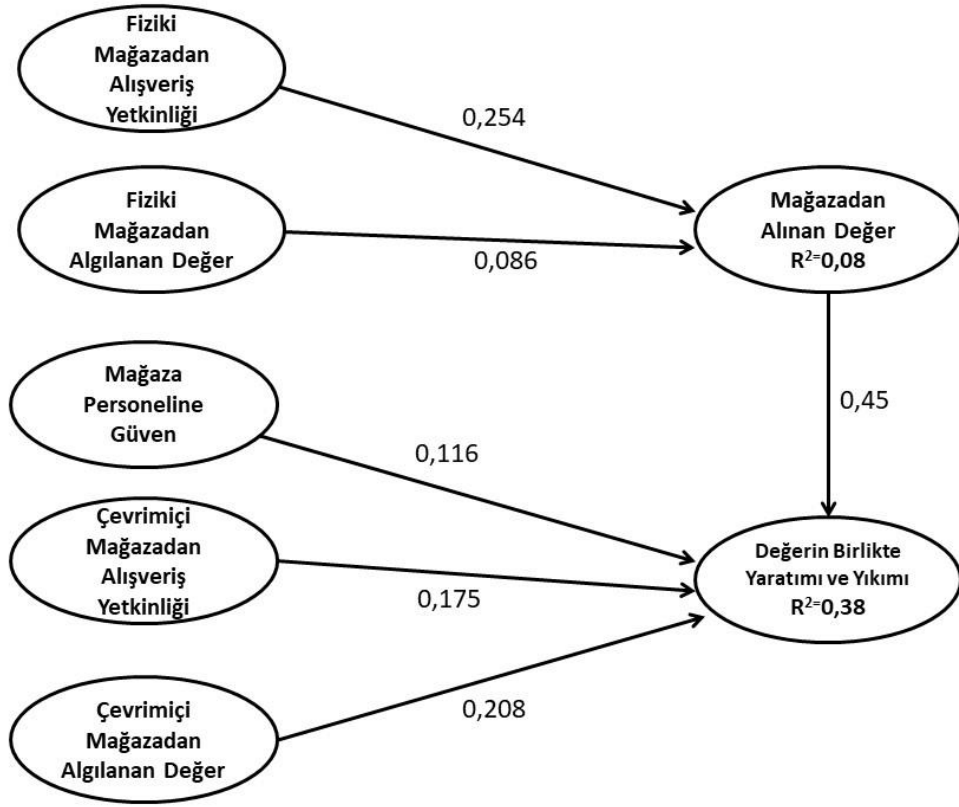 Fiziki
Mağazadan
Alışveriş
Yetkinliği
0,254
Fiziki
Mağazadan
Algılanan Değer
0,086
Mağazadan
Alınan Değer
R²⁼0,08
Mağaza
Personeline
Güven
0,116
0,45
Çevrimiçi
Mağazadan
Alışveriş
Yetkinliği
0,175
Değerin Birlikte
Yaratımı ve Yıkımı
R²⁼0,38
Çevrimiçi
Mağazadan
Algılanan Değer
0,208